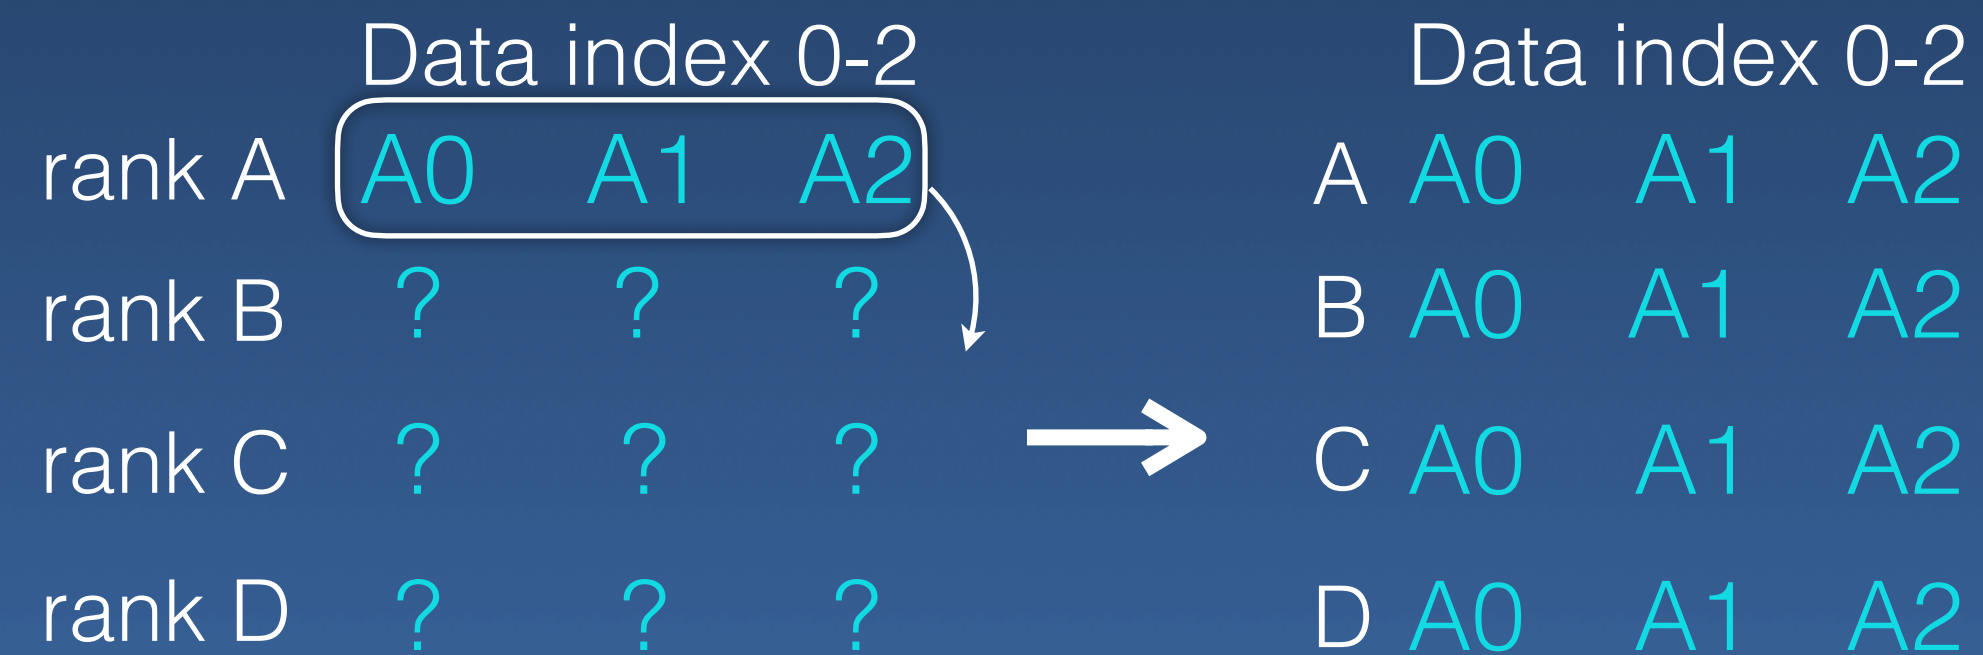 Data index 0-2 Data index 0-2
rank A A0 A1 A2 A A0 A1 A2
rank B ? ? ? B A0 A1 A2
rank C ? ? ? C A0 A1 A2
rank D ? ? ? D A0 A1 A2